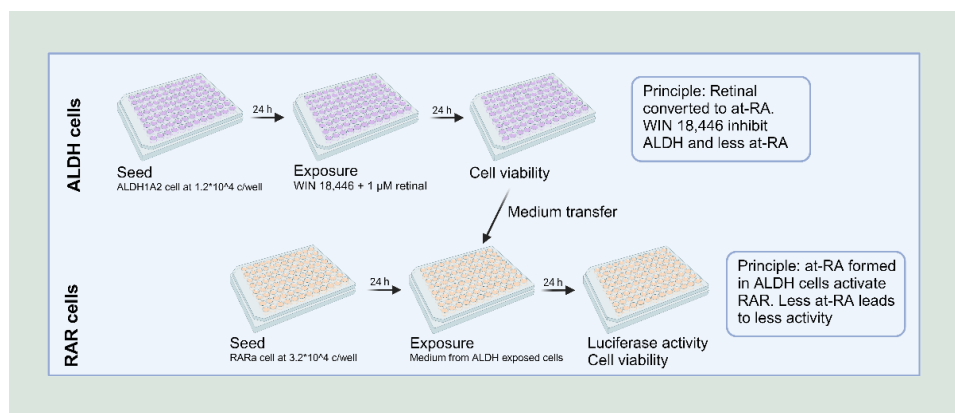 ALDH cells
24 h
24 h
Seed
ALDH1A2 cell at 1.2*10^4 c/well
Exposure
WIN 18,446 + 1 µM retinal
Cell viability
Principle: Retinal
converted to at-RA.
WIN 18,446 inhibit
ALDH and less at-RA
Medium transfer
RAR cells
24 h
24 h
Seed
RARa cell at 3.2*10^4 c/well
Exposure
Medium from ALDH exposed cells
Luciferase activity
Cell viability
Principle: at-RA formed
in ALDH cells activate
RAR. Less at-RA leads
to less activity